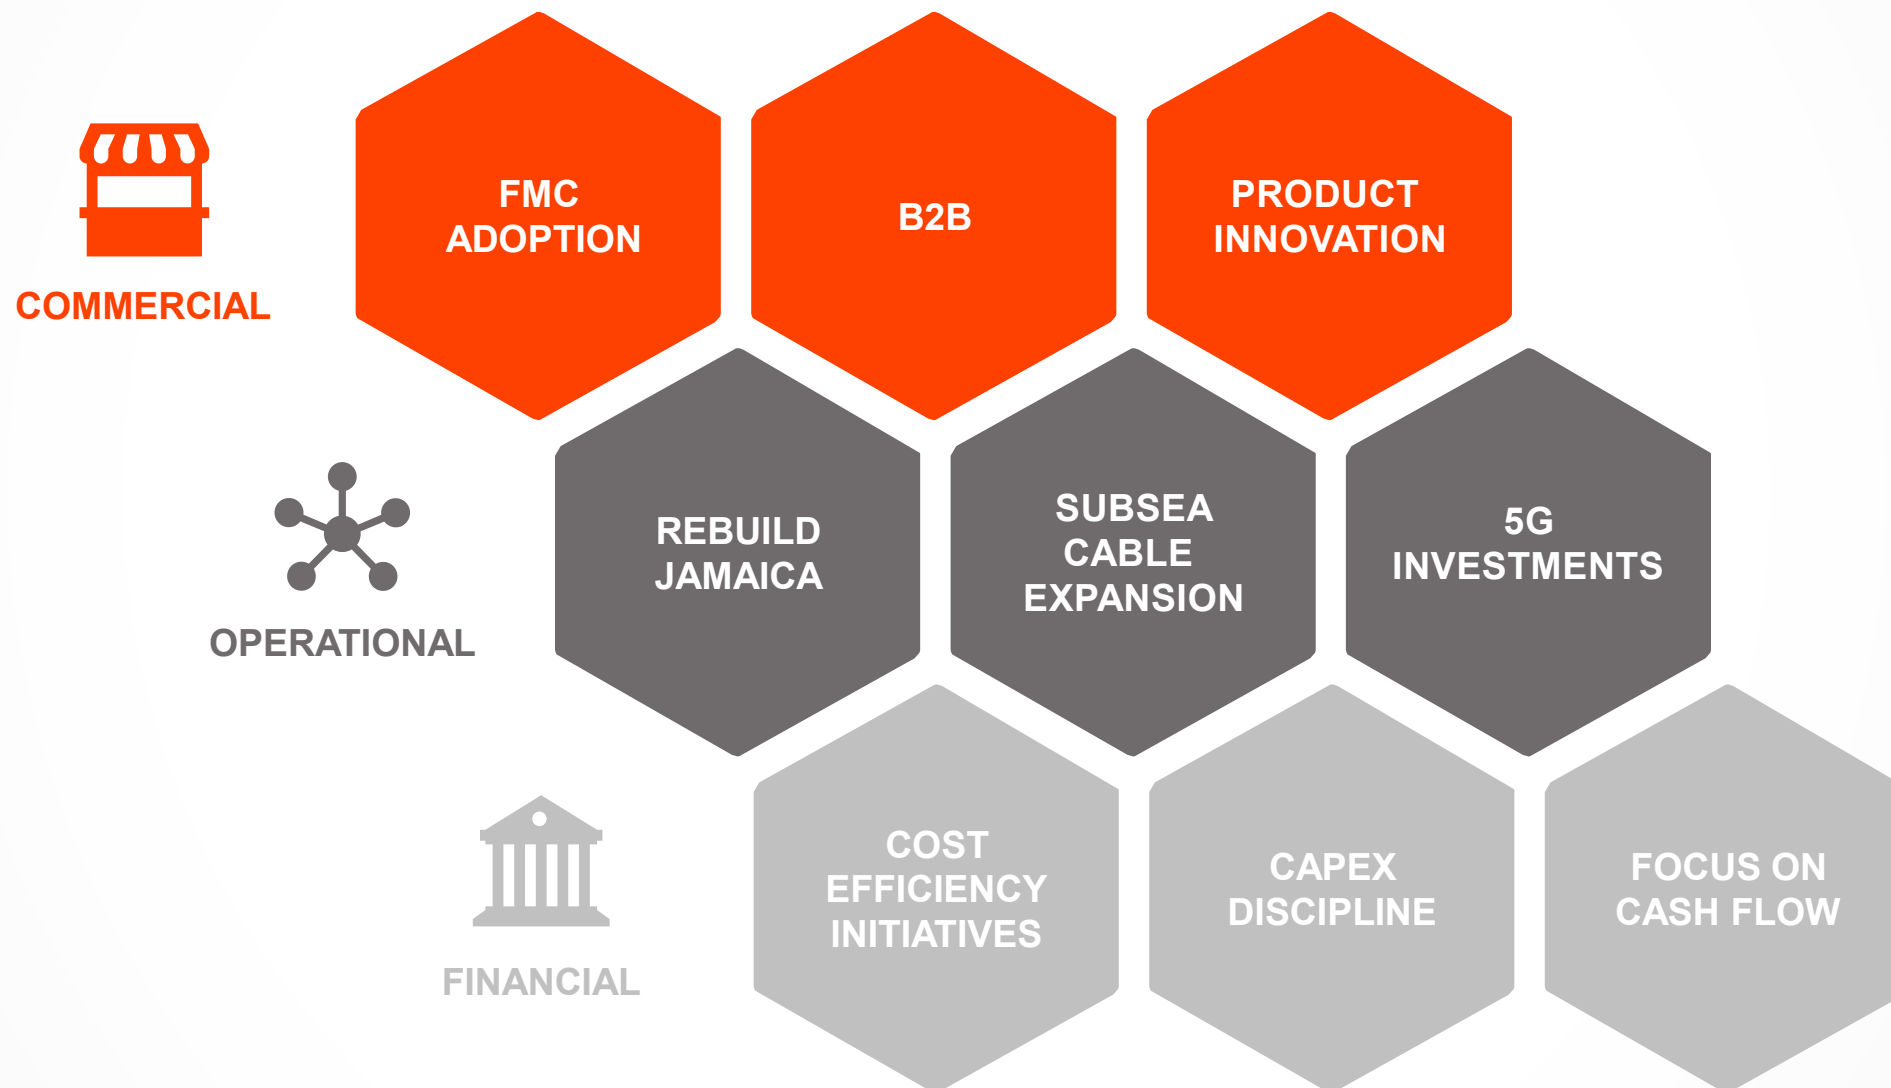 COMMERCIAL
FMC
ADOPTION
B2B
PRODUCT
INNOVATION
OPERATIONAL
REBUILD
JAMAICA
SUBSEA
CABLE
EXPANSION
5G
INVESTMENTS
FINANCIAL
COST
EFFICIENCY
INITIATIVES
CAPEX
DISCIPLINE
FOCUS ON
CASH FLOW